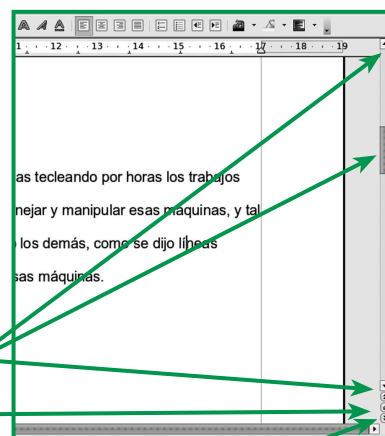 1 · 12 · 13 · 14 · 15 · 16 · 17 · 18 · 19
as tecleando por horas los trabajos
nejar y manipular esas máquinas, y tal
los demás, como se dijo líneas
sas máquinas.